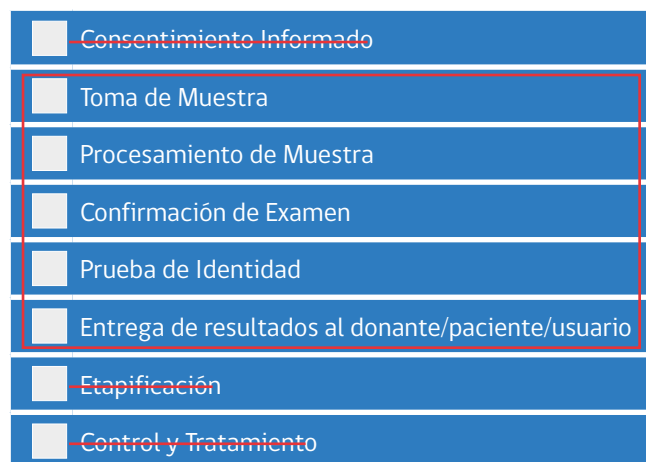 Consentimiento Informado
Toma de Muestra
Procesamiento de Muestra
Confirmación de Examen
Prueba de Identidad
Entrega de resultados al donante/paciente/usuario
Etapificación
Control y Tratamiento